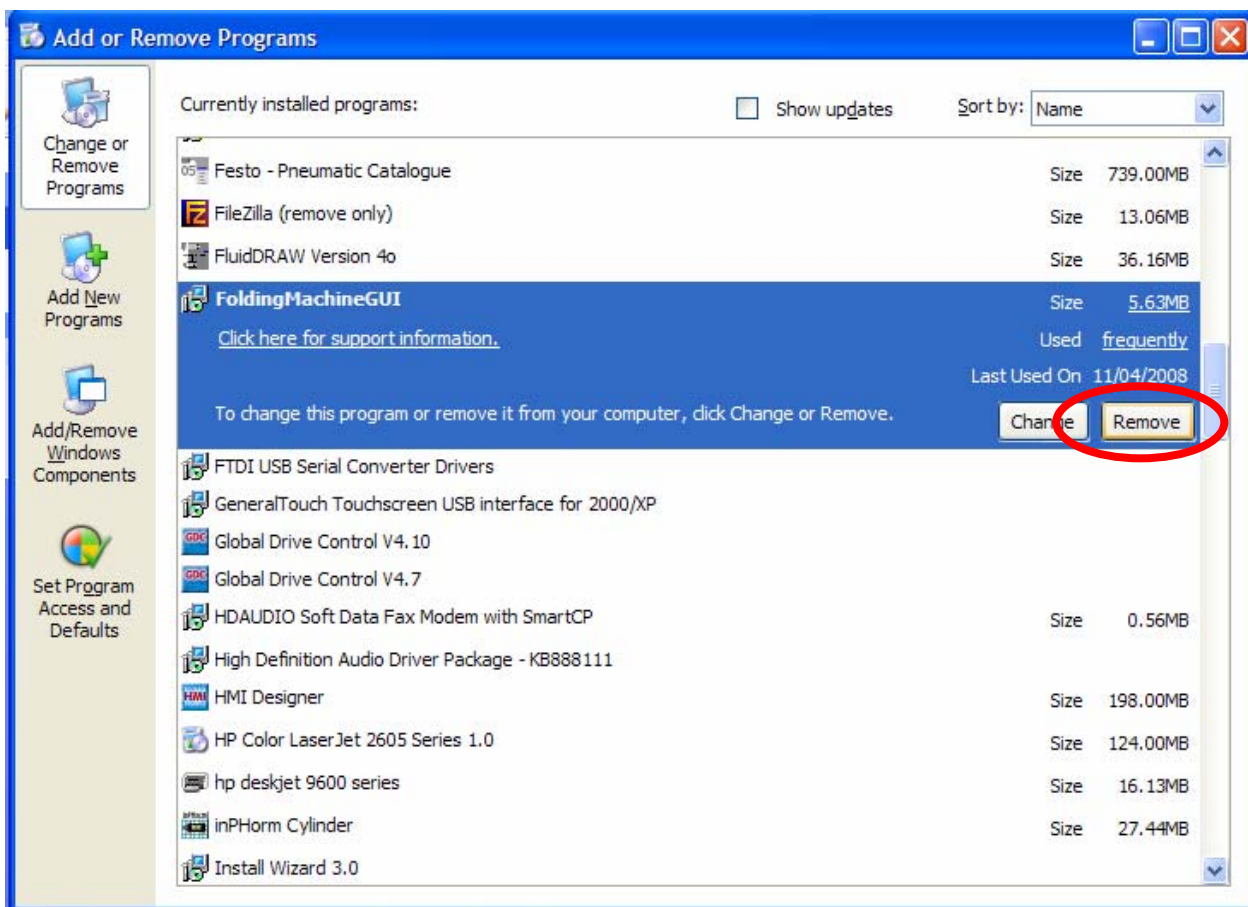 Add or Remove Programs
Change or
Remove
Programs
Add New
Programs
Add/Remove
Windows
Components
Set Program
Access and
Defaults
Currently installed programs:
Show updates
Sort by: Name
Festo - Pneumatic Catalogue Size 739.00MB
FileZilla (remove only) Size 13.06MB
FluidDRAW Version 4o Size 36.16MB
FoldingMachineGUI Size 5.63MB
Click here for support information. Used frequently
Last Used On 11/04/2008
To change this program or remove it from your computer, click Change or Remove. Change Remove
FTDI USB Serial Converter Drivers
GeneralTouch Touchscreen USB interface for 2000/XP
Global Drive Control V4.10
Global Drive Control V4.7
HDAUDIO Soft Data Fax Modem with SmartCP Size 0.56MB
High Definition Audio Driver Package - KB888111
HMI Designer Size 198.00MB
HP Color LaserJet 2605 Series 1.0 Size 124.00MB
hp deskjet 9600 series Size 16.13MB
inPHorm Cylinder Size 27.44MB
Install Wizard 3.0